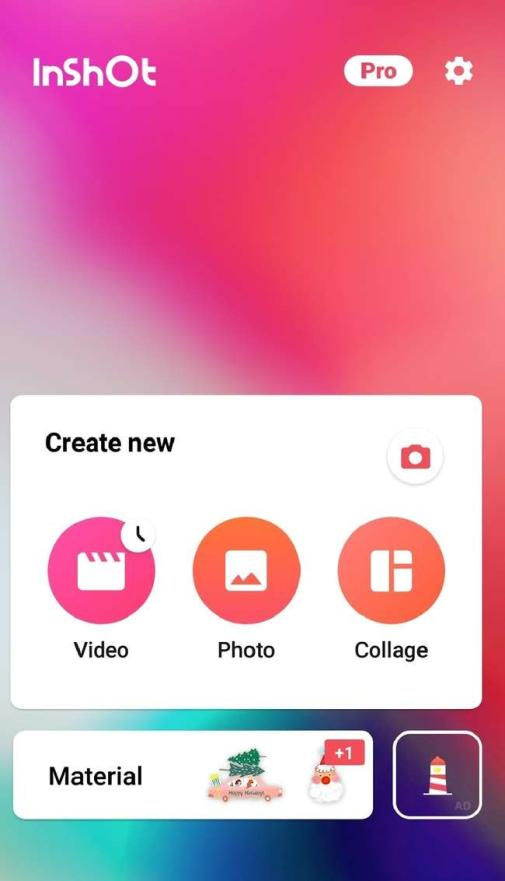 InShOt
Pro
Create new
Video
Photo
Collage
Material
Happy Holidays
+1
AD